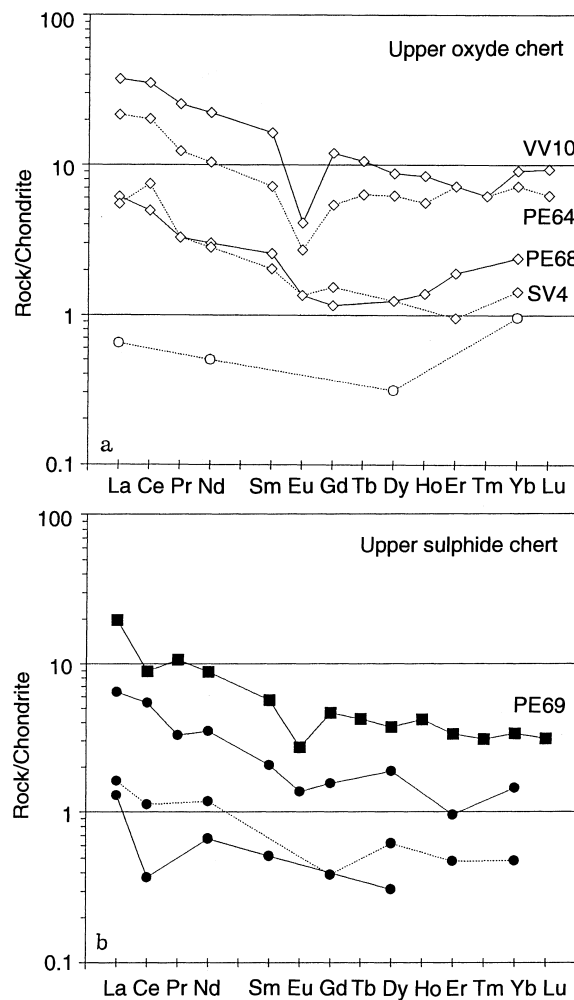 100
Upper oxyde chert
VV10
10
PE64
Rock/Chondrite
PE68
SV4
1
a
0.1
La Ce Pr Nd Sm Eu Gd Tb Dy Ho Er Tm Yb Lu
100
Upper sulphide chert
10
PE69
Rock/Chondrite
1
b
0.1
La Ce Pr Nd Sm Eu Gd Tb Dy Ho Er Tm Yb Lu